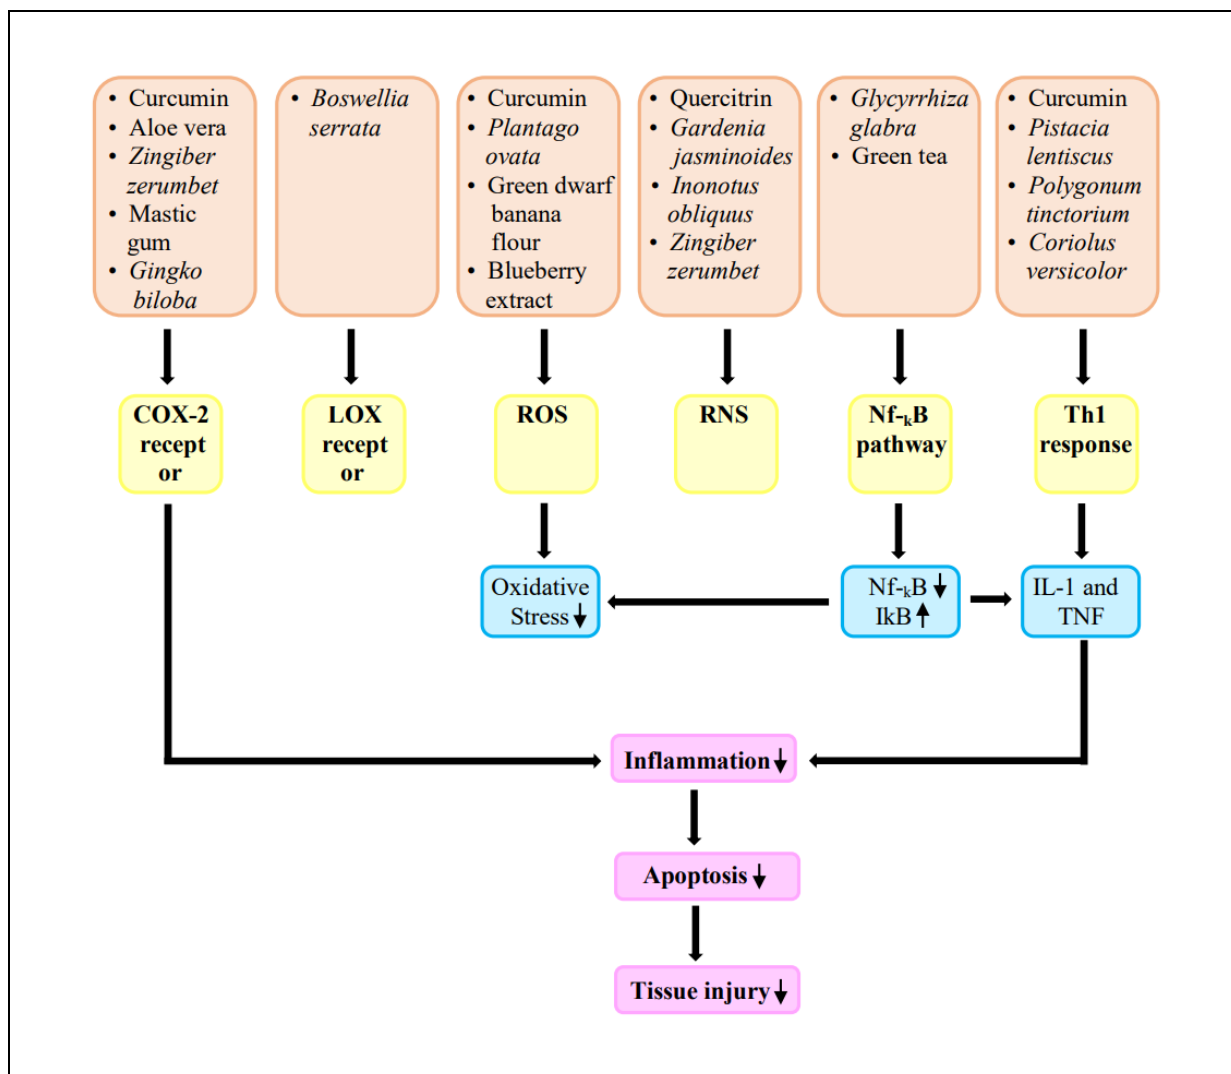 • Curcumin
• Aloe vera
• Zingiber
zerumbet
• Mastic
gum
• Gingko
biloba
• Boswellia
serrata
• Curcumin
• Plantago
ovata
• Green dwarf
banana
flour
• Blueberry
extract
• Quercitrin
• Gardenia
jasminoides
• Inonotus
obliquus
• Zingiber
zerumbet
• Glycyrrhiza
glabra
• Green tea
• Curcumin
• Pistacia
lentiscus
• Polygonum
tinctorium
• Coriolus
versicolor
COX-2
recept
or
LOX
recept
or
ROS
RNS
Nf-kB
pathway
Th1
response
Oxidative
Stress↓
Nf-kB↓
IkB↑
IL-1 and
TNF
Inflammation↓
Apoptosis↓
Tissue injury↓